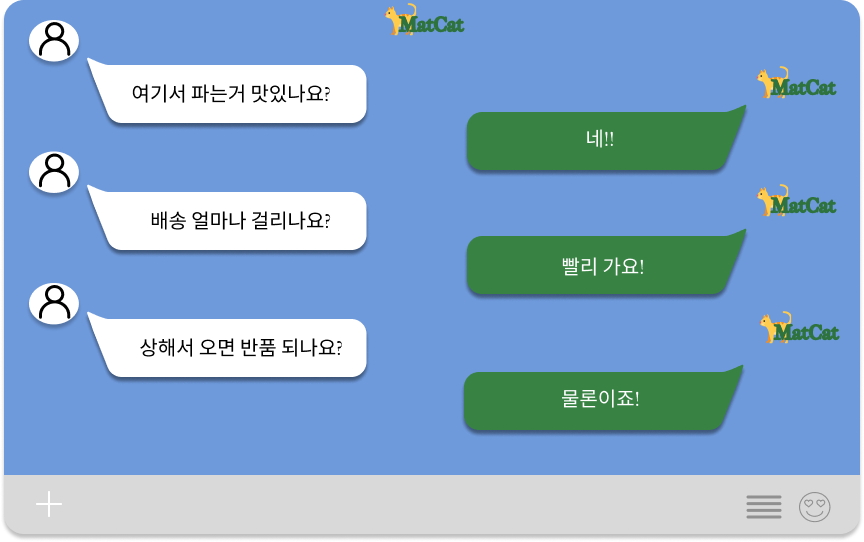 MatCat
여기서 파는거 맛있나요?
MatCat
네!!
배송 얼마나 걸리나요?
MatCat
빨리 가요!
상해서 오면 반품 되나요?
MatCat
물론이죠!